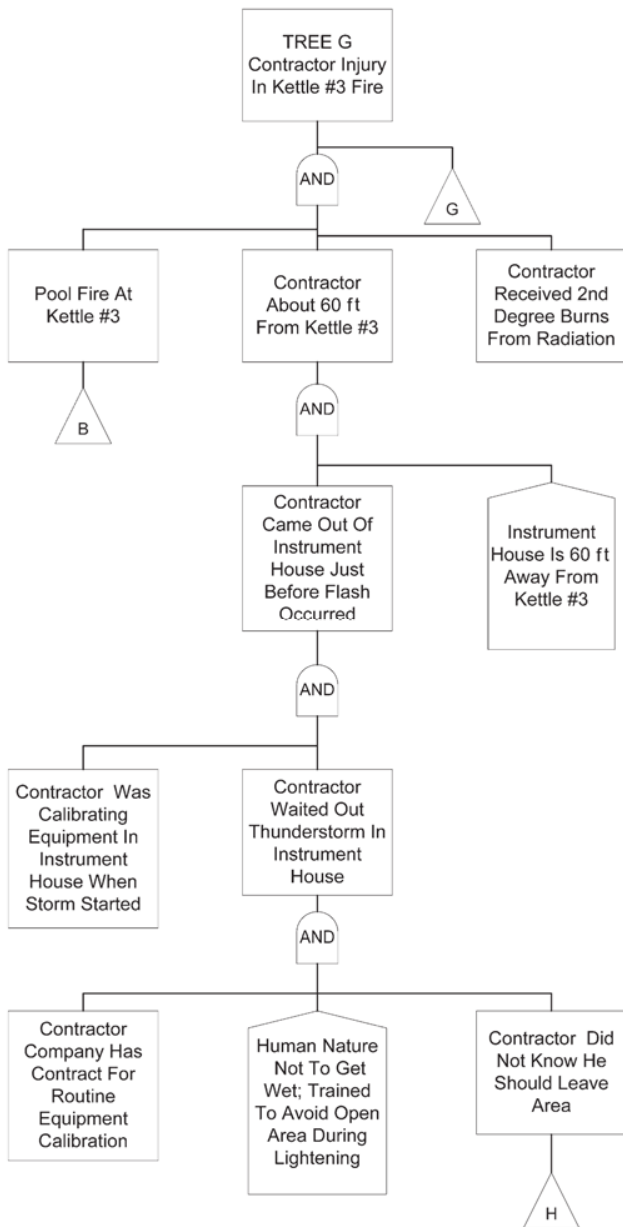 TREE G
Contractor Injury
In Kettle #3 Fire
AND
G
Pool Fire At
Kettle #3
Contractor
About 60 ft
From Kettle #3
Contractor
Received 2nd
Degree Burns
From Radiation
B
AND
Contractor
Came Out Of
Instrument
House Just
Before Flash
Occurred
Instrument
House Is 60 ft
Away From
Kettle #3
AND
Contractor Was
Calibrating
Equipment In
Instrument
House When
Storm Started
Contractor
Waited Out
Thunderstorm In
Instrument
House
AND
Contractor
Company Has
Contract For
Routine
Equipment
Calibration
Human Nature
Not To Get
Wet; Trained
To Avoid Open
Area During
Lightening
Contractor Did
Not Know He
Should Leave
Area
H